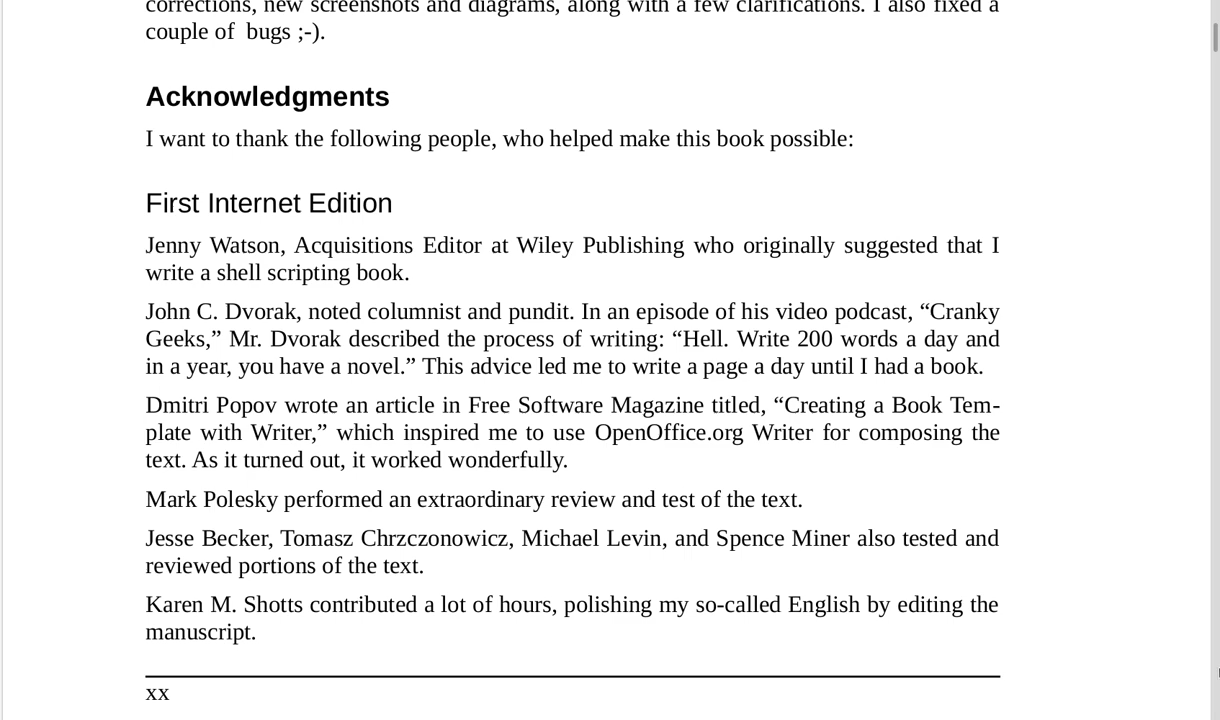 corrections, new screenshots and diagrams, along with a few clarifications. I also fixed a
couple of  bugs ;-).
Acknowledgments
I want to thank the following people, who helped make this book possible:
First Internet Edition
Jenny Watson, Acquisitions Editor at Wiley Publishing who originally suggested that I
write a shell scripting book.
John C. Dvorak, noted columnist and pundit. In an episode of his video podcast, “Cranky
Geeks,” Mr. Dvorak described the process of writing: “Hell. Write 200 words a day and
in a year, you have a novel.” This advice led me to write a page a day until I had a book.
Dmitri Popov wrote an article in Free Software Magazine titled, “Creating a Book Tem-
plate with Writer,” which inspired me to use OpenOffice.org Writer for composing the
text. As it turned out, it worked wonderfully.
Mark Polesky performed an extraordinary review and test of the text.
Jesse Becker, Tomasz Chrzczonowicz, Michael Levin, and Spence Miner also tested and
reviewed portions of the text.
Karen M. Shotts contributed a lot of hours, polishing my so-called English by editing the
manuscript.
xx